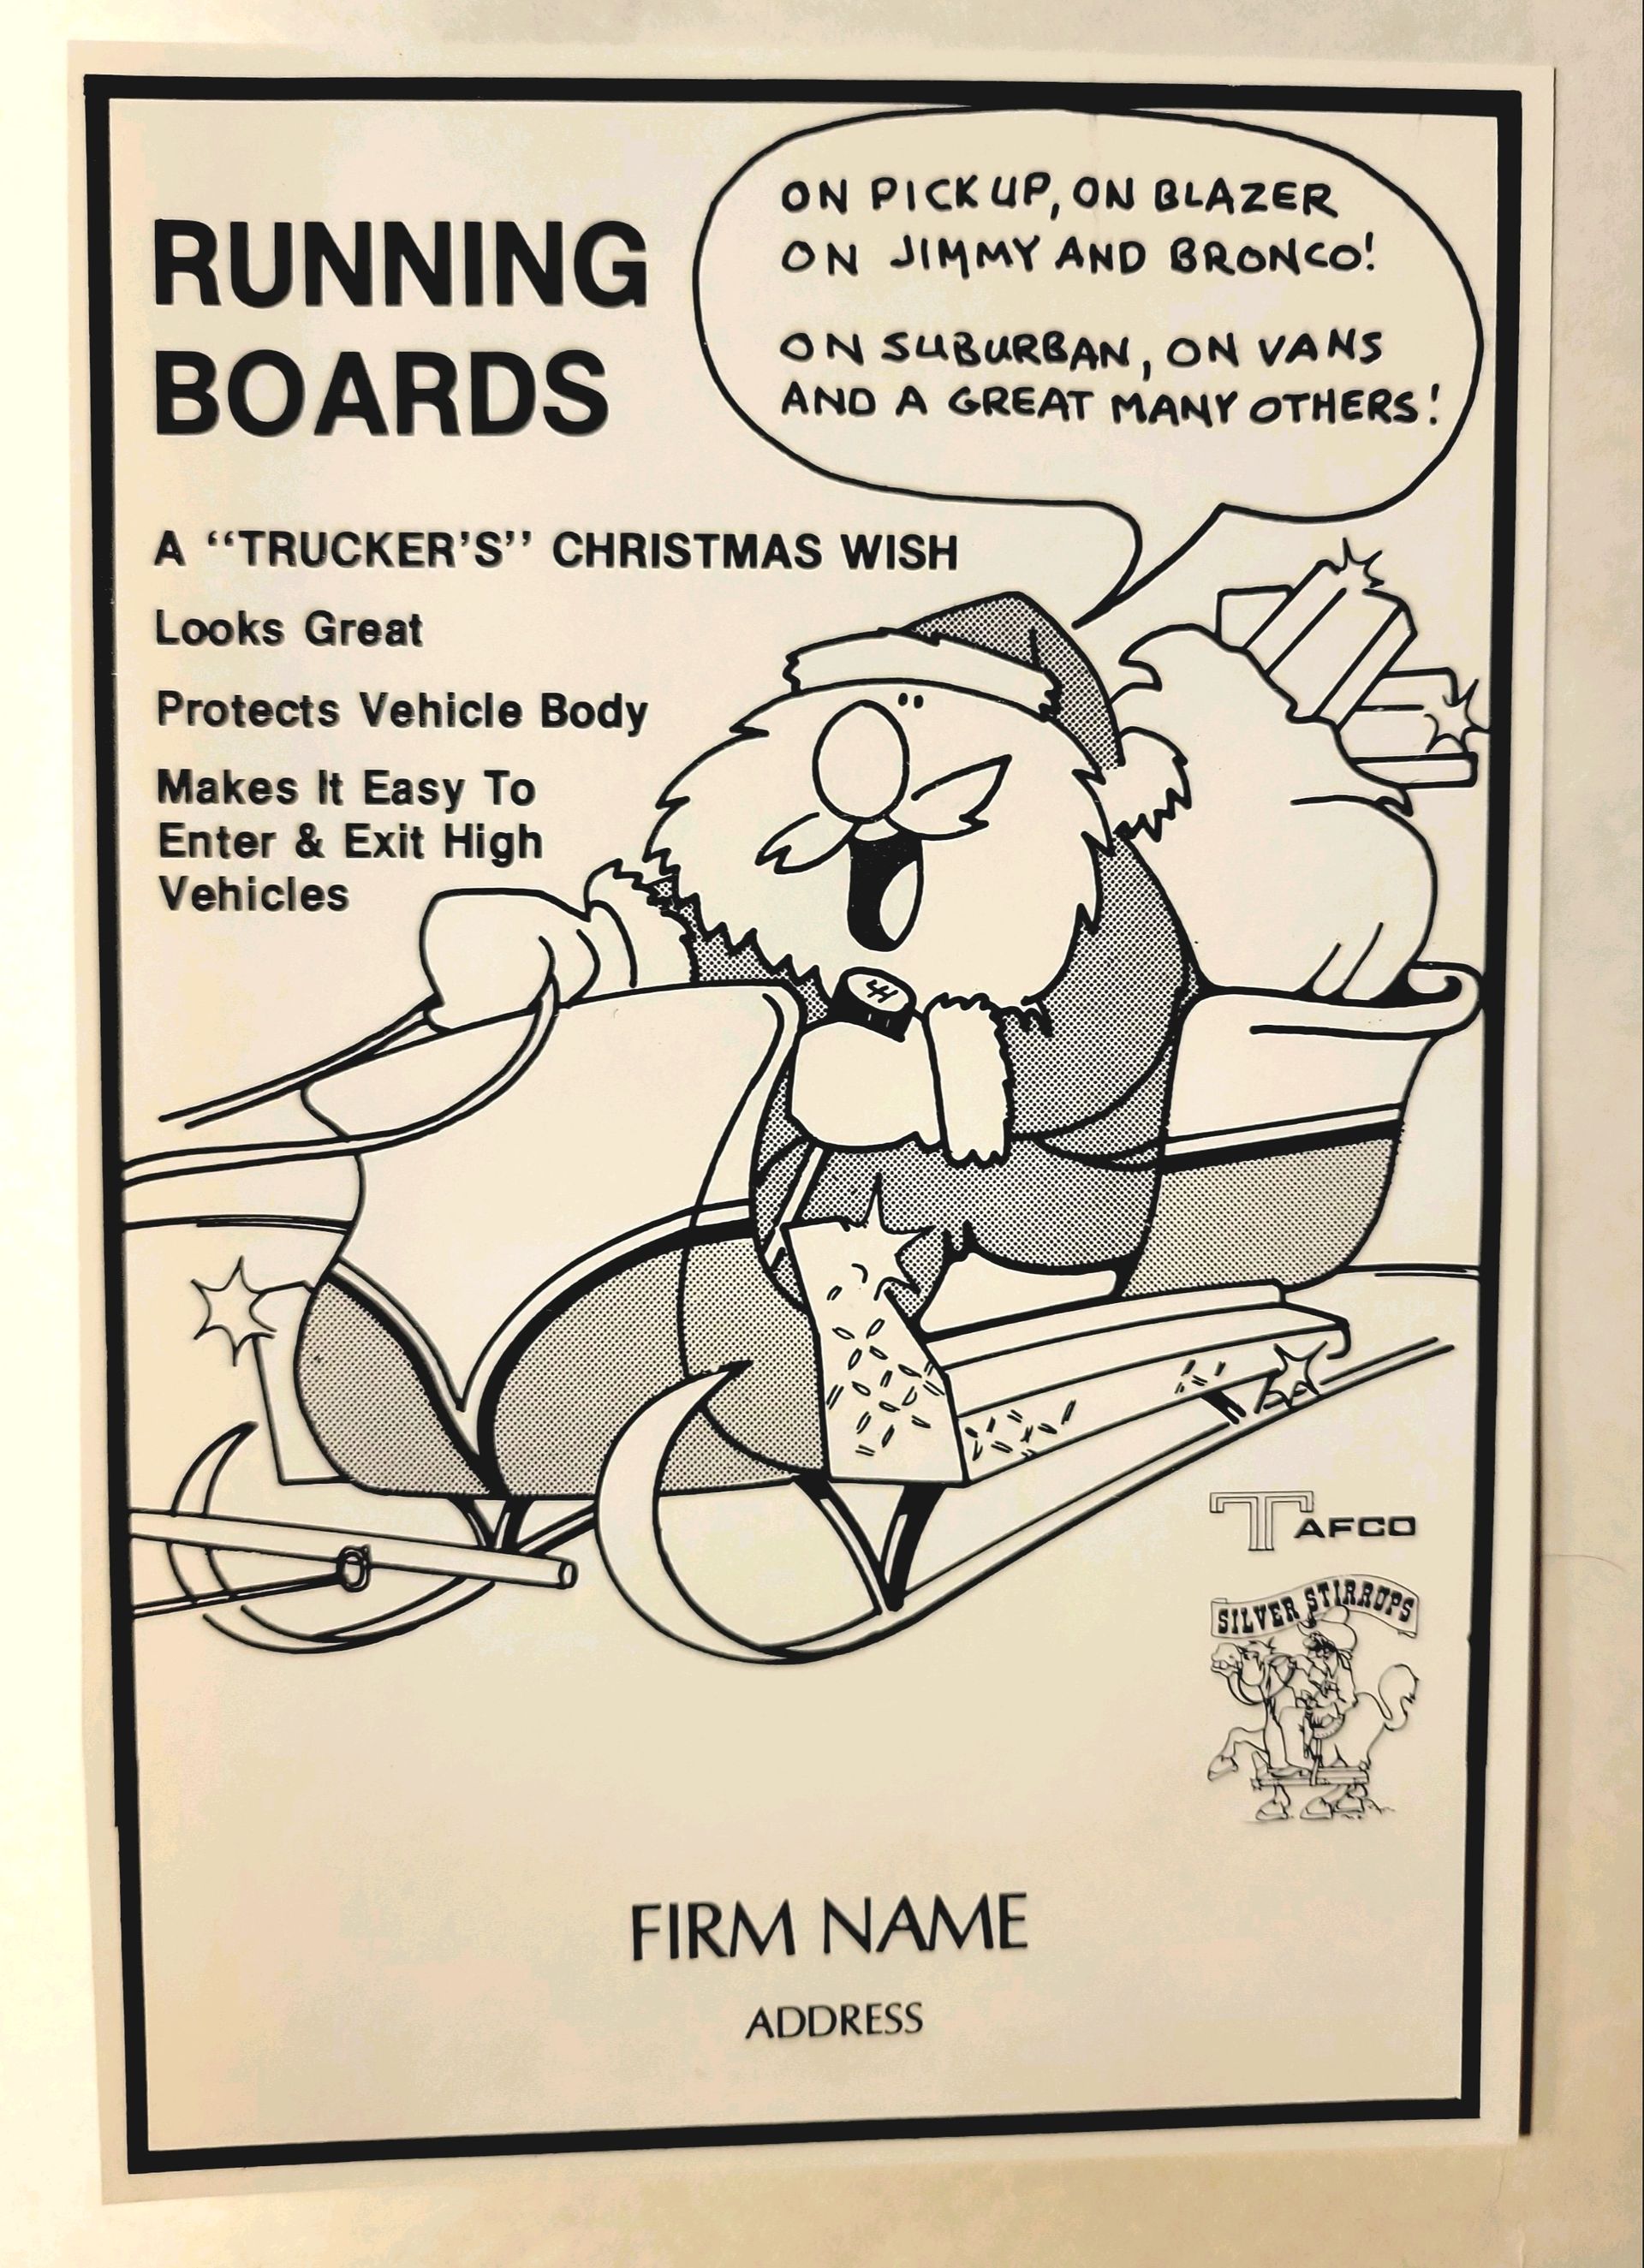 RUNNING
BOARDS
ON PICKUP, ON BLAZER
ON JIMMY AND BRONCO!
ON SUBURBAN, ON VANS
AND A GREAT MANY OTHERS!
A “TRUCKER’S” CHRISTMAS WISH
Looks Great
Protects Vehicle Body
Makes It Easy To
Enter & Exit High
Vehicles
TAFCO
SILVER STIRRUPS
FIRM NAME
ADDRESS